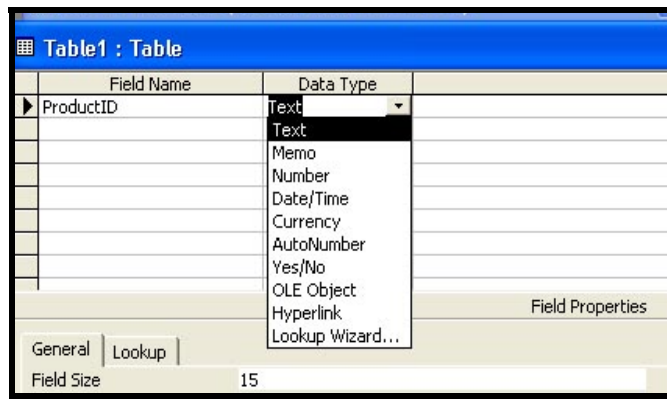 Table1 : Table
Field Name Data Type
ProductID Text
Text
Memo
Number
Date/Time
Currency
AutoNumber
Yes/No
OLE Object
Hyperlink
Lookup Wizard...
Field Properties
General Lookup
Field Size 15